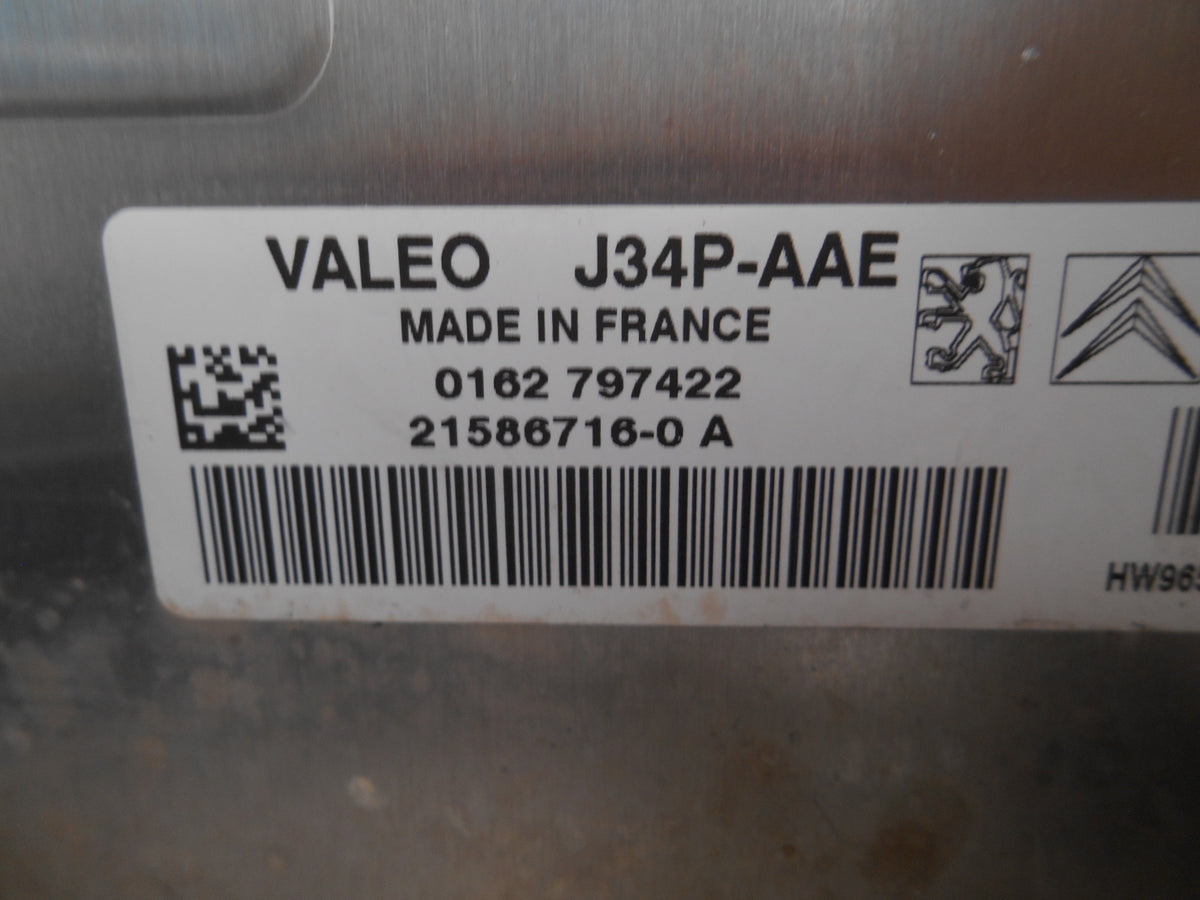 VALEO J34P-AAE
MADE IN FRANCE
0162 797422
21586716-0 A